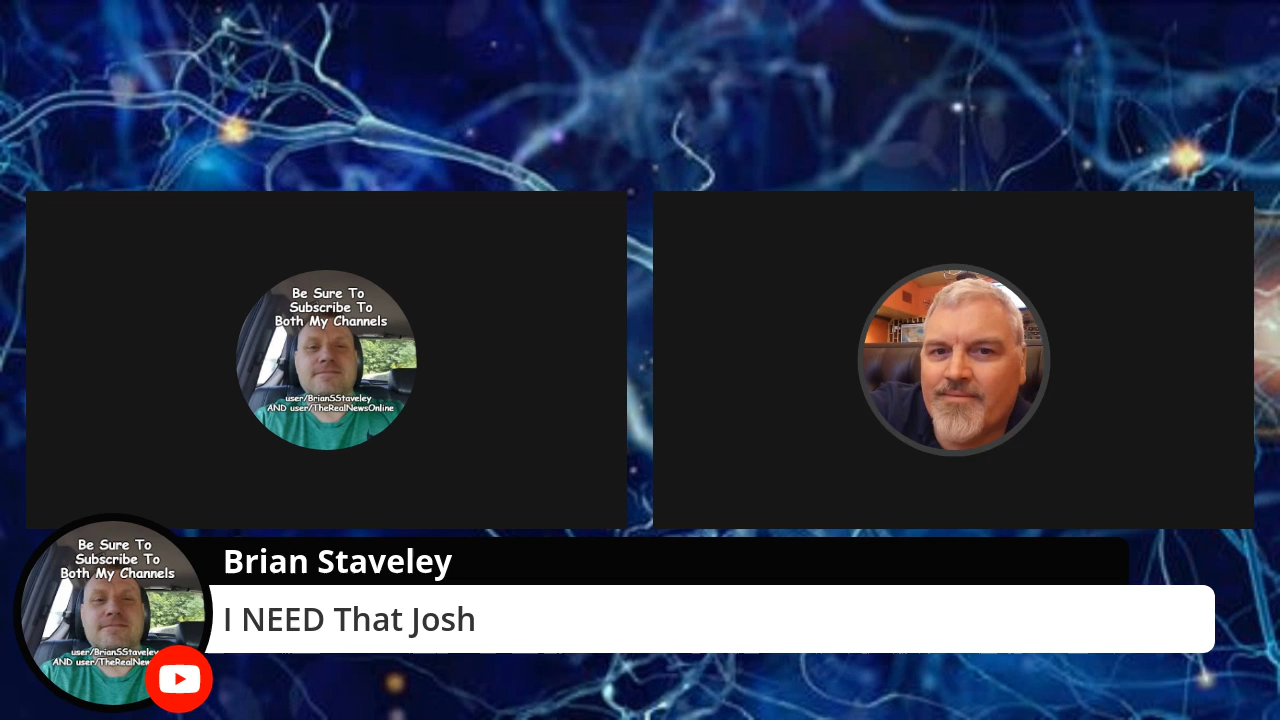 Be Sure To
Subscribe To
Both My Channels
user/BrianSStaveley
AND user/TheRealNewsOnline
Be Sure To
Subscribe To
Both My Channels
user/BrianSStaveley
AND user/TheRealNew
Brian Staveley
I NEED That Josh